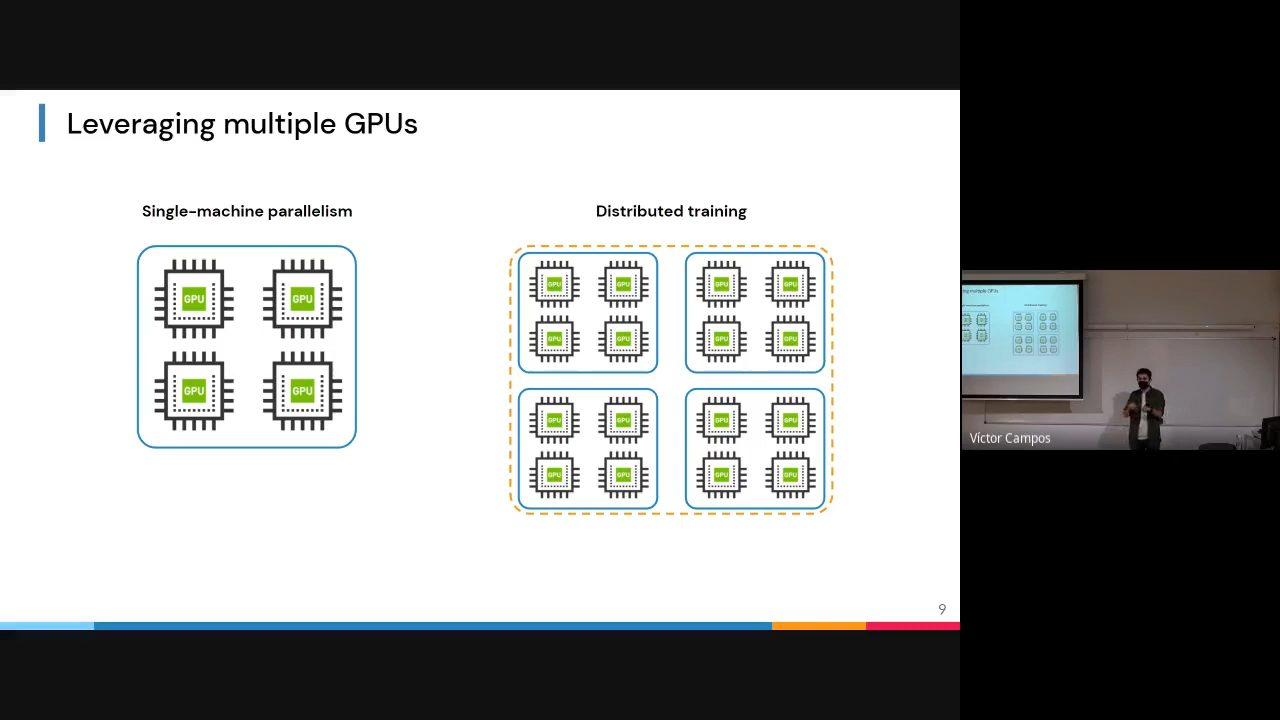 Leveraging multiple GPUs
Single-machine parallelism
Distributed training
GPU GPU
GPU GPU
GPU GPU GPU GPU
GPU GPU GPU GPU
GPU GPU GPU GPU
GPU GPU GPU GPU
9
Víctor Campos